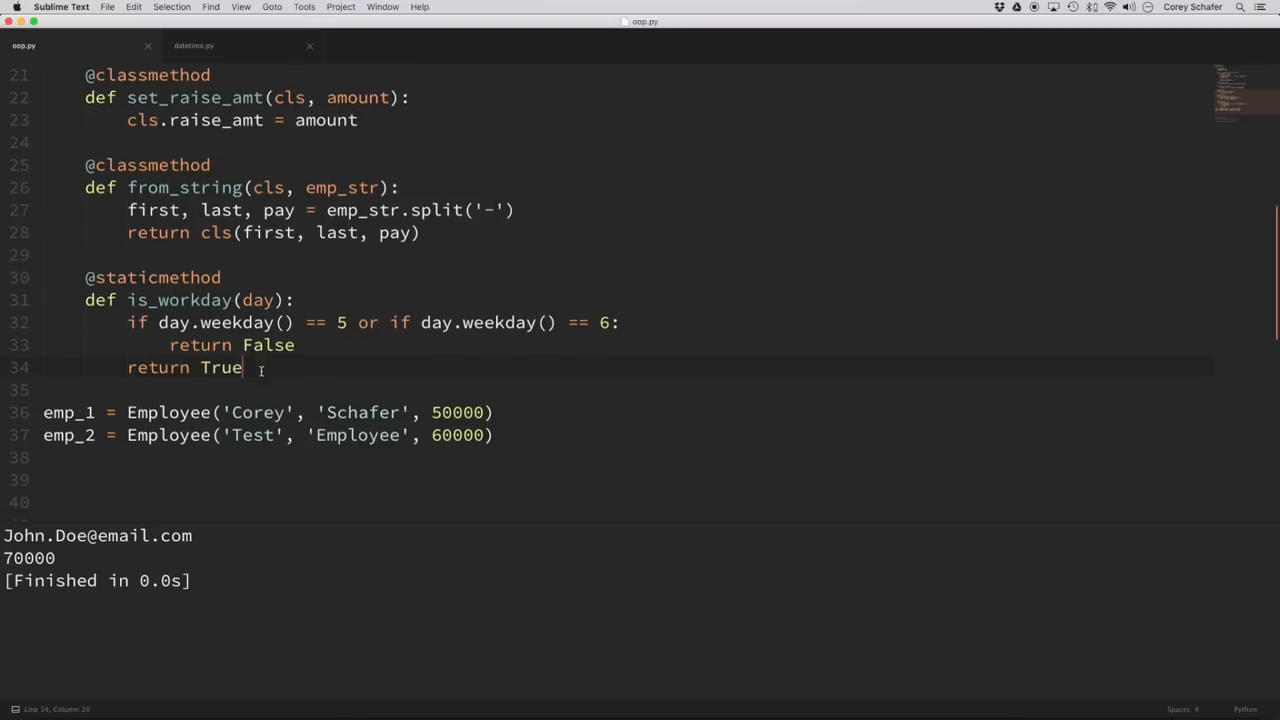 Sublime Text File Edit Selection Find View Goto Tools Project Window Help Corey Schafer
oop.py
oop.py datetime.py
21 @classmethod
22 def set_raise_amt(cls, amount):
23 cls.raise_amt = amount
24
25 @classmethod
26 def from_string(cls, emp_str):
27 first, last, pay = emp_str.split('-')
28 return cls(first, last, pay)
29
30 @staticmethod
31 def is_workday(day):
32 if day.weekday() == 5 or if day.weekday() == 6:
33 return False
34 return True
35
36 emp_1 = Employee('Corey', 'Schafer', 50000)
37 emp_2 = Employee('Test', 'Employee', 60000)
38
39
40
John.Doe@email.com
70000
[Finished in 0.0s]
Line 34, Column 20 Spaces: 4 Python